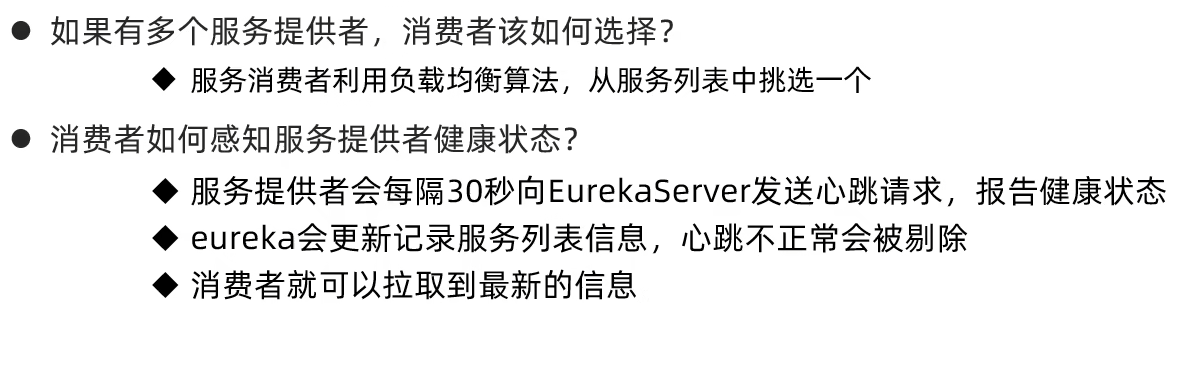 ● 如果有多个服务提供者，消费者该如何选择？
◆ 服务消费者利用负载均衡算法，从服务列表中挑选一个
● 消费者如何感知服务提供者健康状态？
◆ 服务提供者会每隔30秒向EurekaServer发送心跳请求，报告健康状态
◆ eureka会更新记录服务列表信息，心跳不正常会被剔除
◆ 消费者就可以拉取到最新的信息